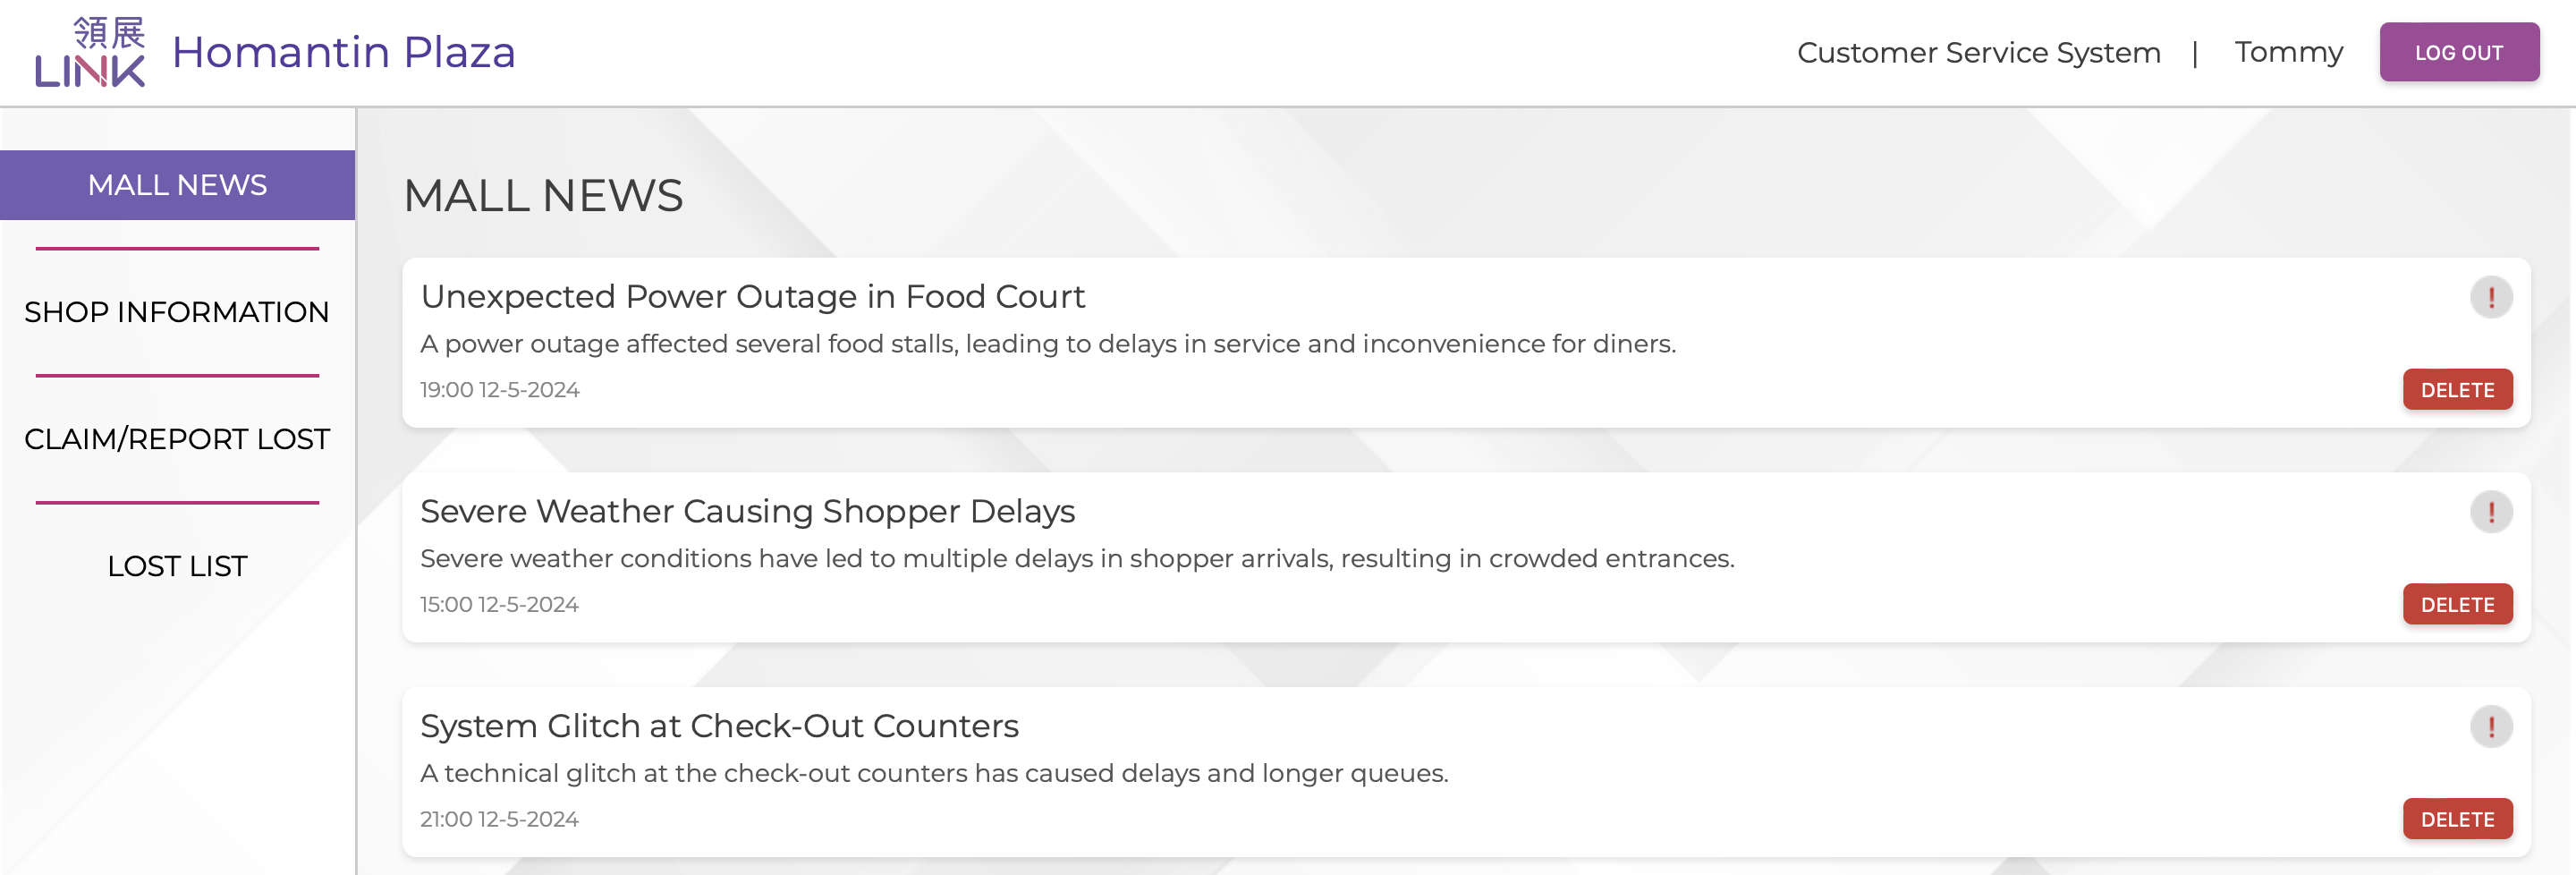 領展
LINK
Homantin Plaza
Customer Service System | Tommy
LOG OUT
MALL NEWS
SHOP INFORMATION
CLAIM/REPORT LOST
LOST LIST
MALL NEWS
Unexpected Power Outage in Food Court
!
A power outage affected several food stalls, leading to delays in service and inconvenience for diners.
19:00 12-5-2024
DELETE
Severe Weather Causing Shopper Delays
!
Severe weather conditions have led to multiple delays in shopper arrivals, resulting in crowded entrances.
15:00 12-5-2024
DELETE
System Glitch at Check-Out Counters
!
A technical glitch at the check-out counters has caused delays and longer queues.
21:00 12-5-2024
DELETE